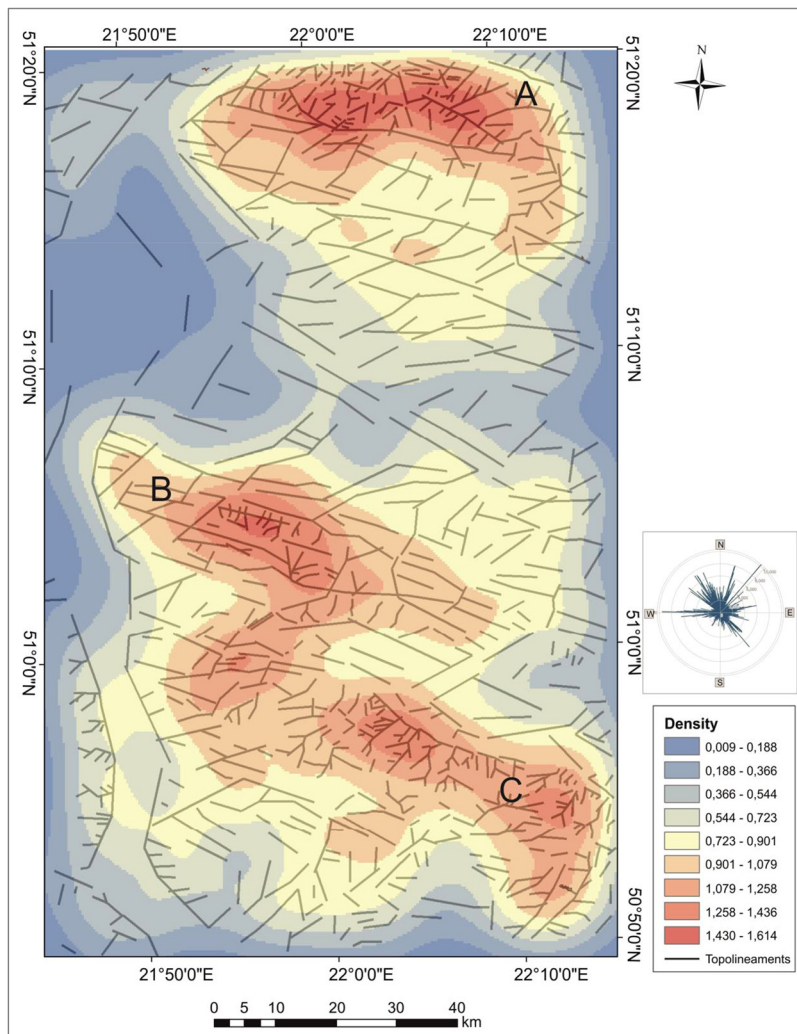 21°50'0"E 22°0'0"E 22°10'0"E
N
51°20'0"N 51°20'0"N
A
51°10'0"N 51°10'0"N
B
N
W E
S
51°0'0"N 51°0'0"N
Density
0,009 - 0,188
0,188 - 0,366
0,366 - 0,544
0,544 - 0,723
0,723 - 0,901
0,901 - 1,079
1,079 - 1,258
1,258 - 1,436
1,430 - 1,614
Topolineaments
C
50°50'0"N
21°50'0"E 22°0'0"E 22°10'0"E
0 5 10 20 30 40
km